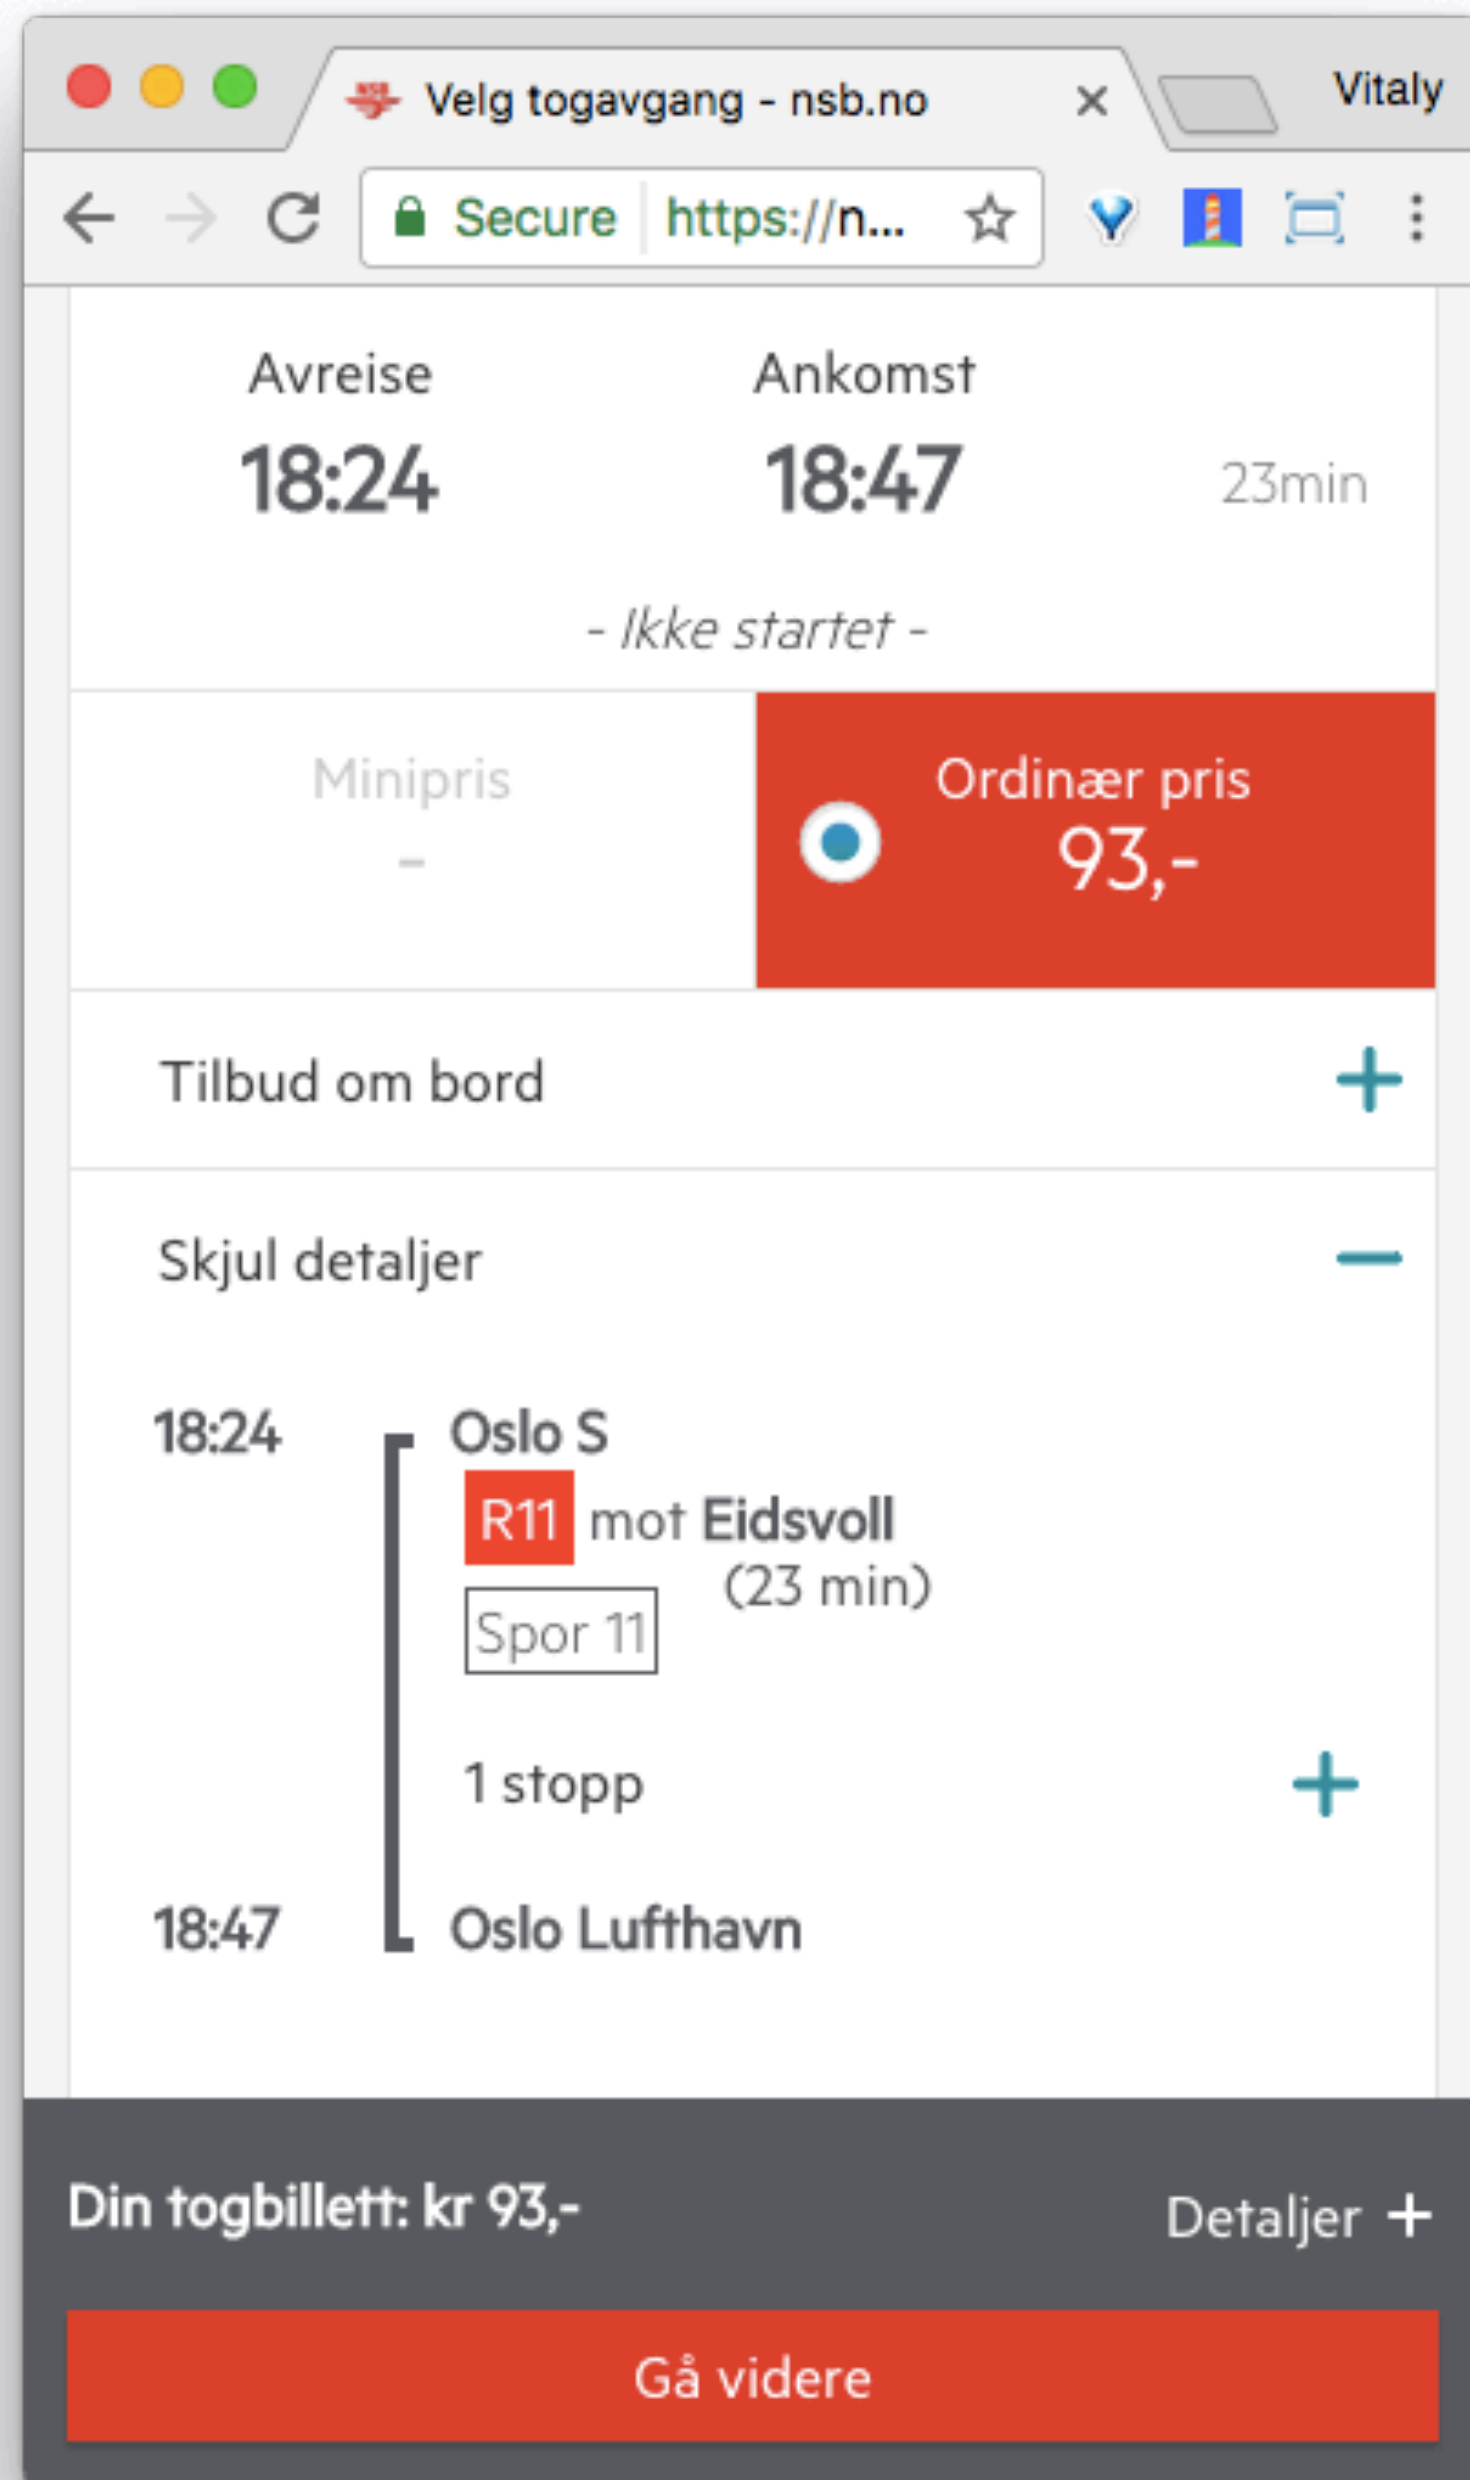 Velg togavgang - nsb.no
Vitaly
Secure https://n...
Avreise Ankomst
18:24 18:47 23min
- Ikke startet -
Minipris
-
Ordinær pris
93,-
Tilbud om bord
Skjul detaljer
18:24 Oslo S
R11 mot Eidsvoll
(23 min)
Spor 11
1 stopp
18:47 Oslo Lufthavn
Din togbillett: kr 93,-
Detaljer +
Gå videre